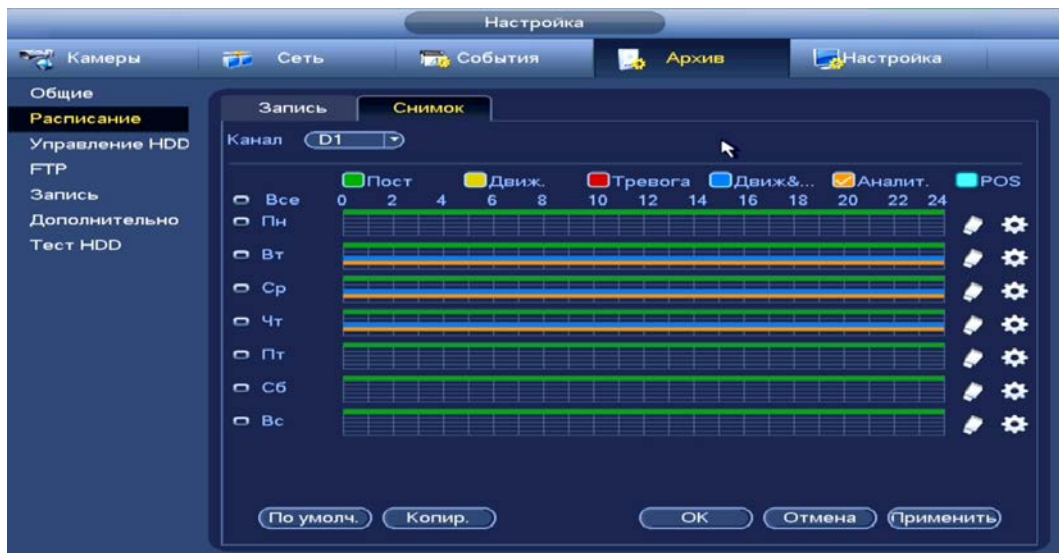 Настройка
Камеры Сеть События Архив Настройка
Общие
Расписание
Управление HDD
FTP
Запись
Дополнительно
Тест HDD
Запись Снимок
Канал D1
Пост Движ. Тревога Движ&... Аналит. POS
Все 0 2 4 6 8 10 12 14 16 18 20 22 24
Пн
Вт
Ср
Чт
Пт
Сб
Вс
По умолч. Копир. OK Отмена Применить